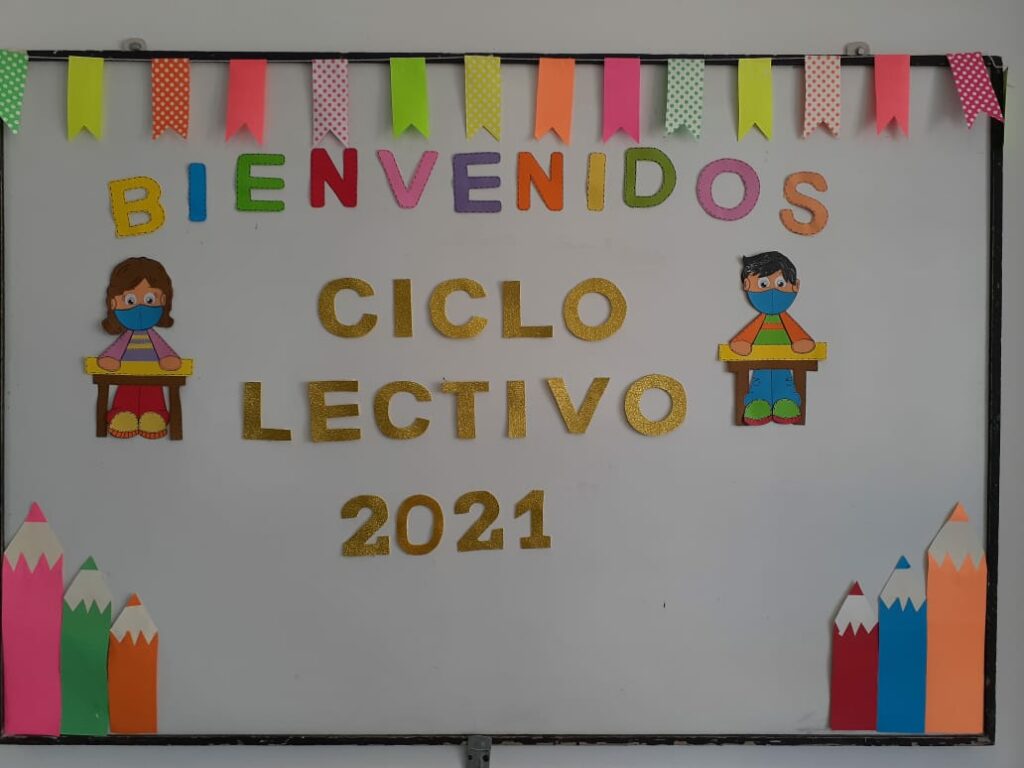 BIENVENIDOS
CICLO
LECTIVO
2021